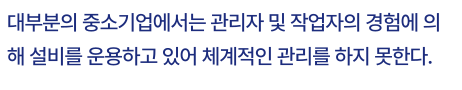 대부분의 중소기업에서는 관리자 및 작업자의 경험에 의
해 설비를 운용하고 있어 체계적인 관리를 하지 못한다.